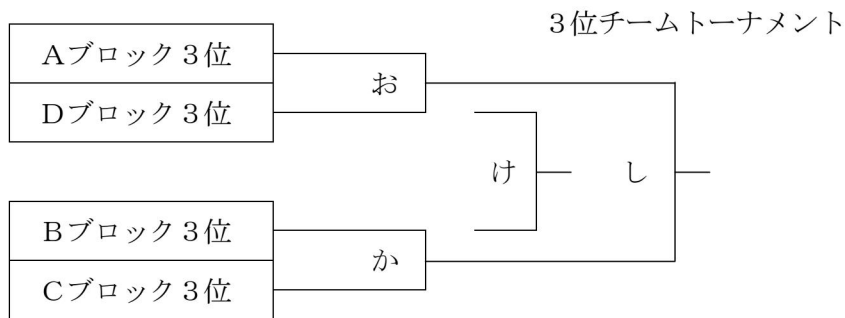 ３位チームトーナメント
Ａブロック３位
お
Ｄブロック３位
け
し
Ｂブロック３位
か
Ｃブロック３位